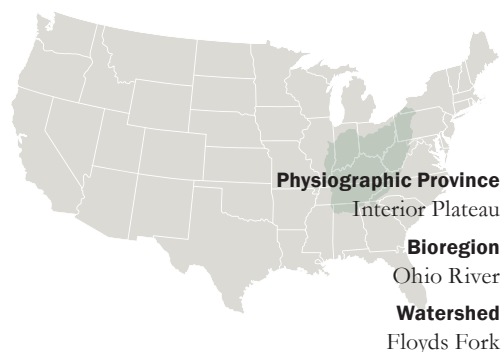 Physiographic Province
Interior Plateau
Bioregion
Ohio River
Watershed
Floyds Fork